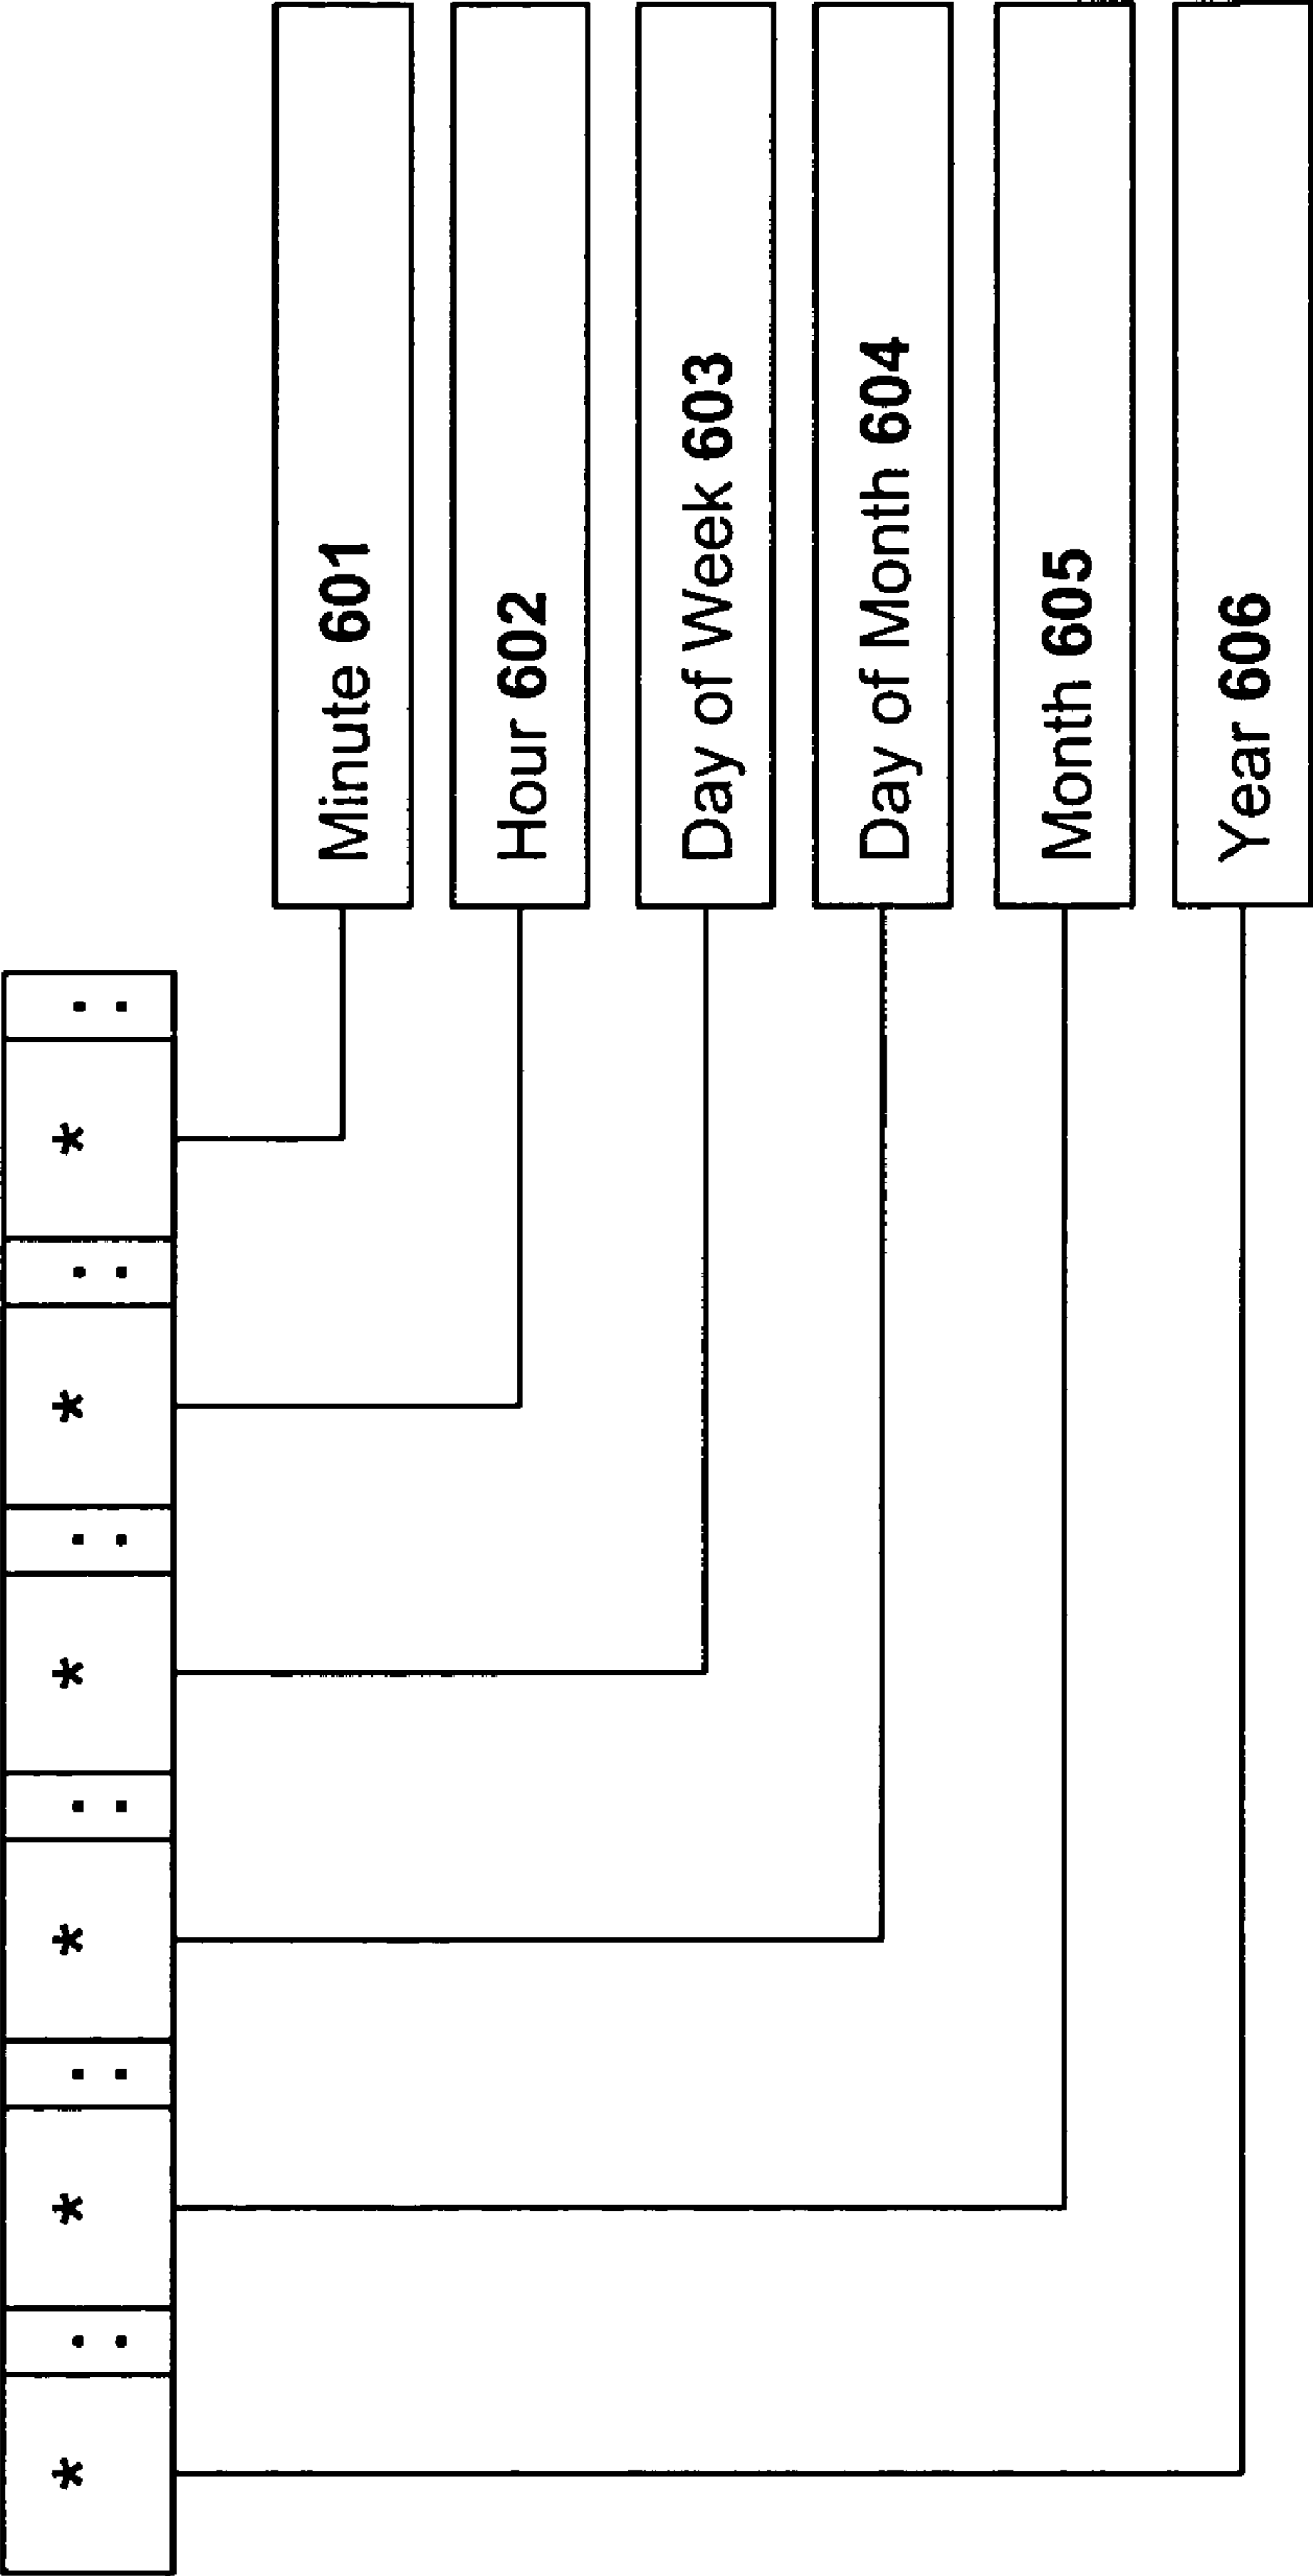 * : * : * : * : * : * :
Minute 601
Hour 602
Day of Week 603
Day of Month 604
Month 605
Year 606